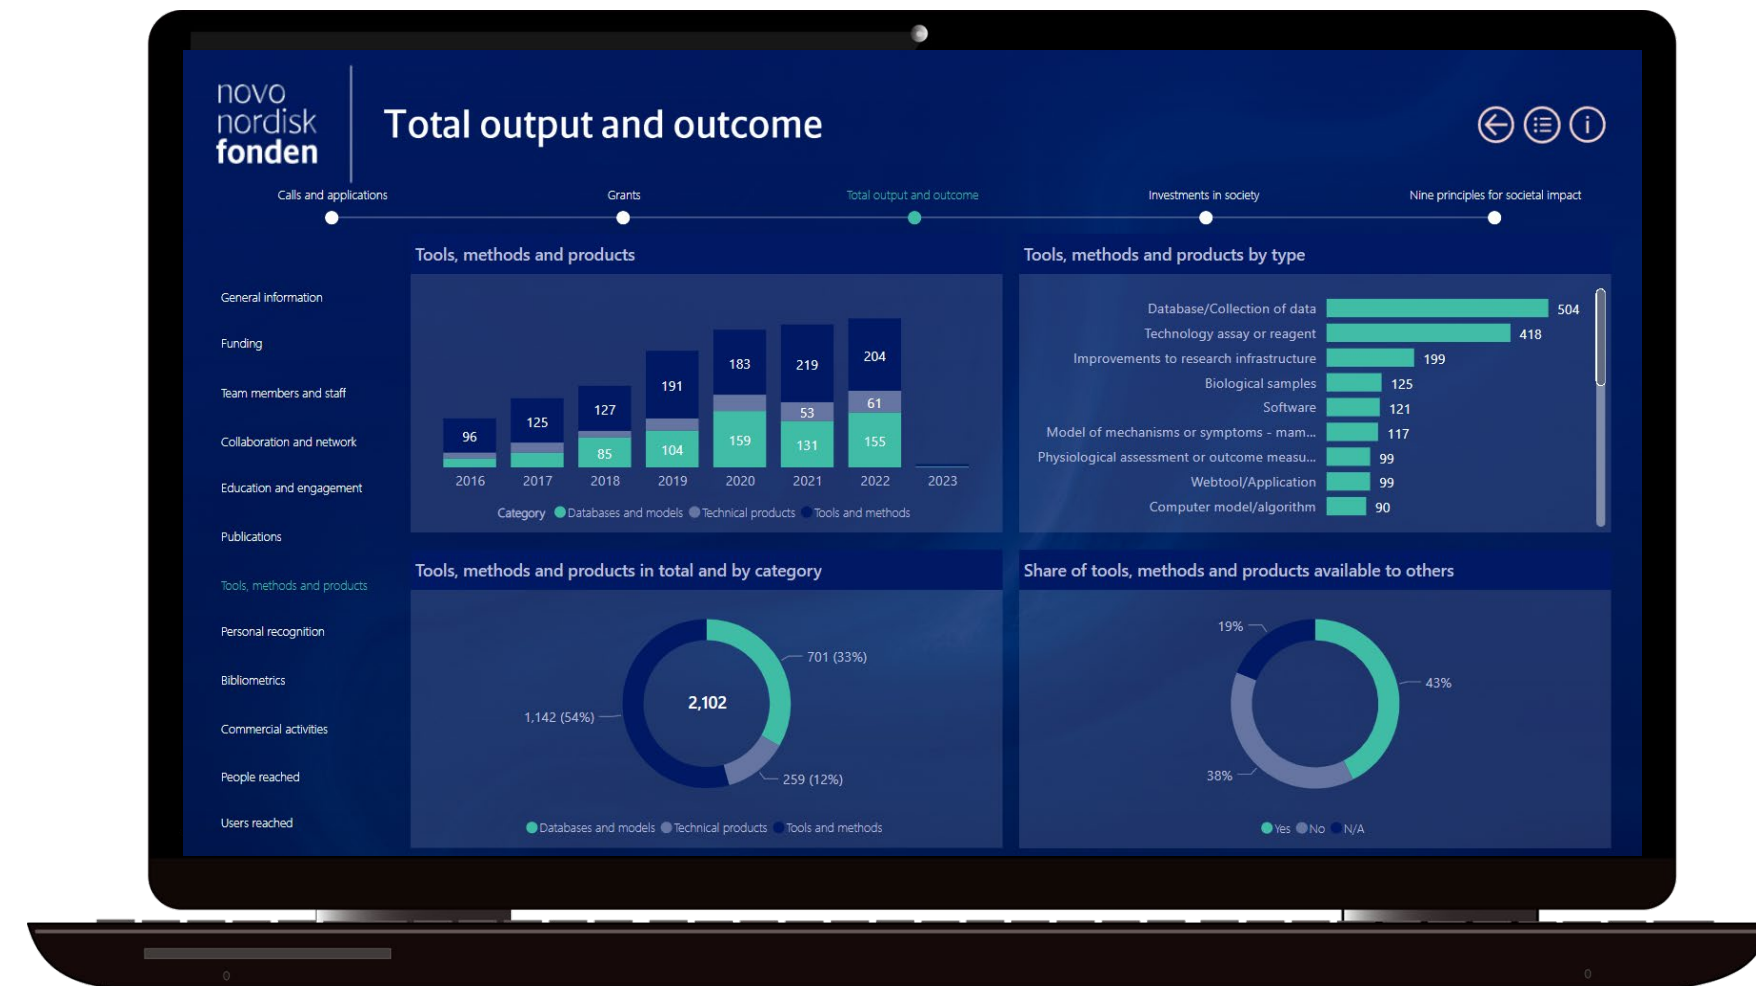 novo
nordisk
fonden
Total output and outcome
Calls and applications
Grants
Total output and outcome
Investments in society
Nine principles for societal impact
General information
Funding
Team members and staff
Collaboration and network
Education and engagement
Publications
Tools, methods and products
Personal recognition
Bibliometrics
Commercial activities
People reached
Users reached
Tools, methods and products
96
125
127
85
191
104
183
159
219
53
131
204
61
155
2016 2017 2018 2019 2020 2021 2022 2023
Category Databases and models Technical products Tools and methods
Tools, methods and products by type
Database/Collection of data 504
Technology assay or reagent 418
Improvements to research infrastructure 199
Biological samples 125
Software 121
Model of mechanisms or symptoms - mam... 117
Physiological assessment or outcome measu... 99
Webtool/Application 99
Computer model/algorithm 90
Tools, methods and products in total and by category
701 (33%)
2,102
1,142 (54%)
259 (12%)
Databases and models Technical products Tools and methods
Share of tools, methods and products available to others
19%
43%
38%
Yes No N/A